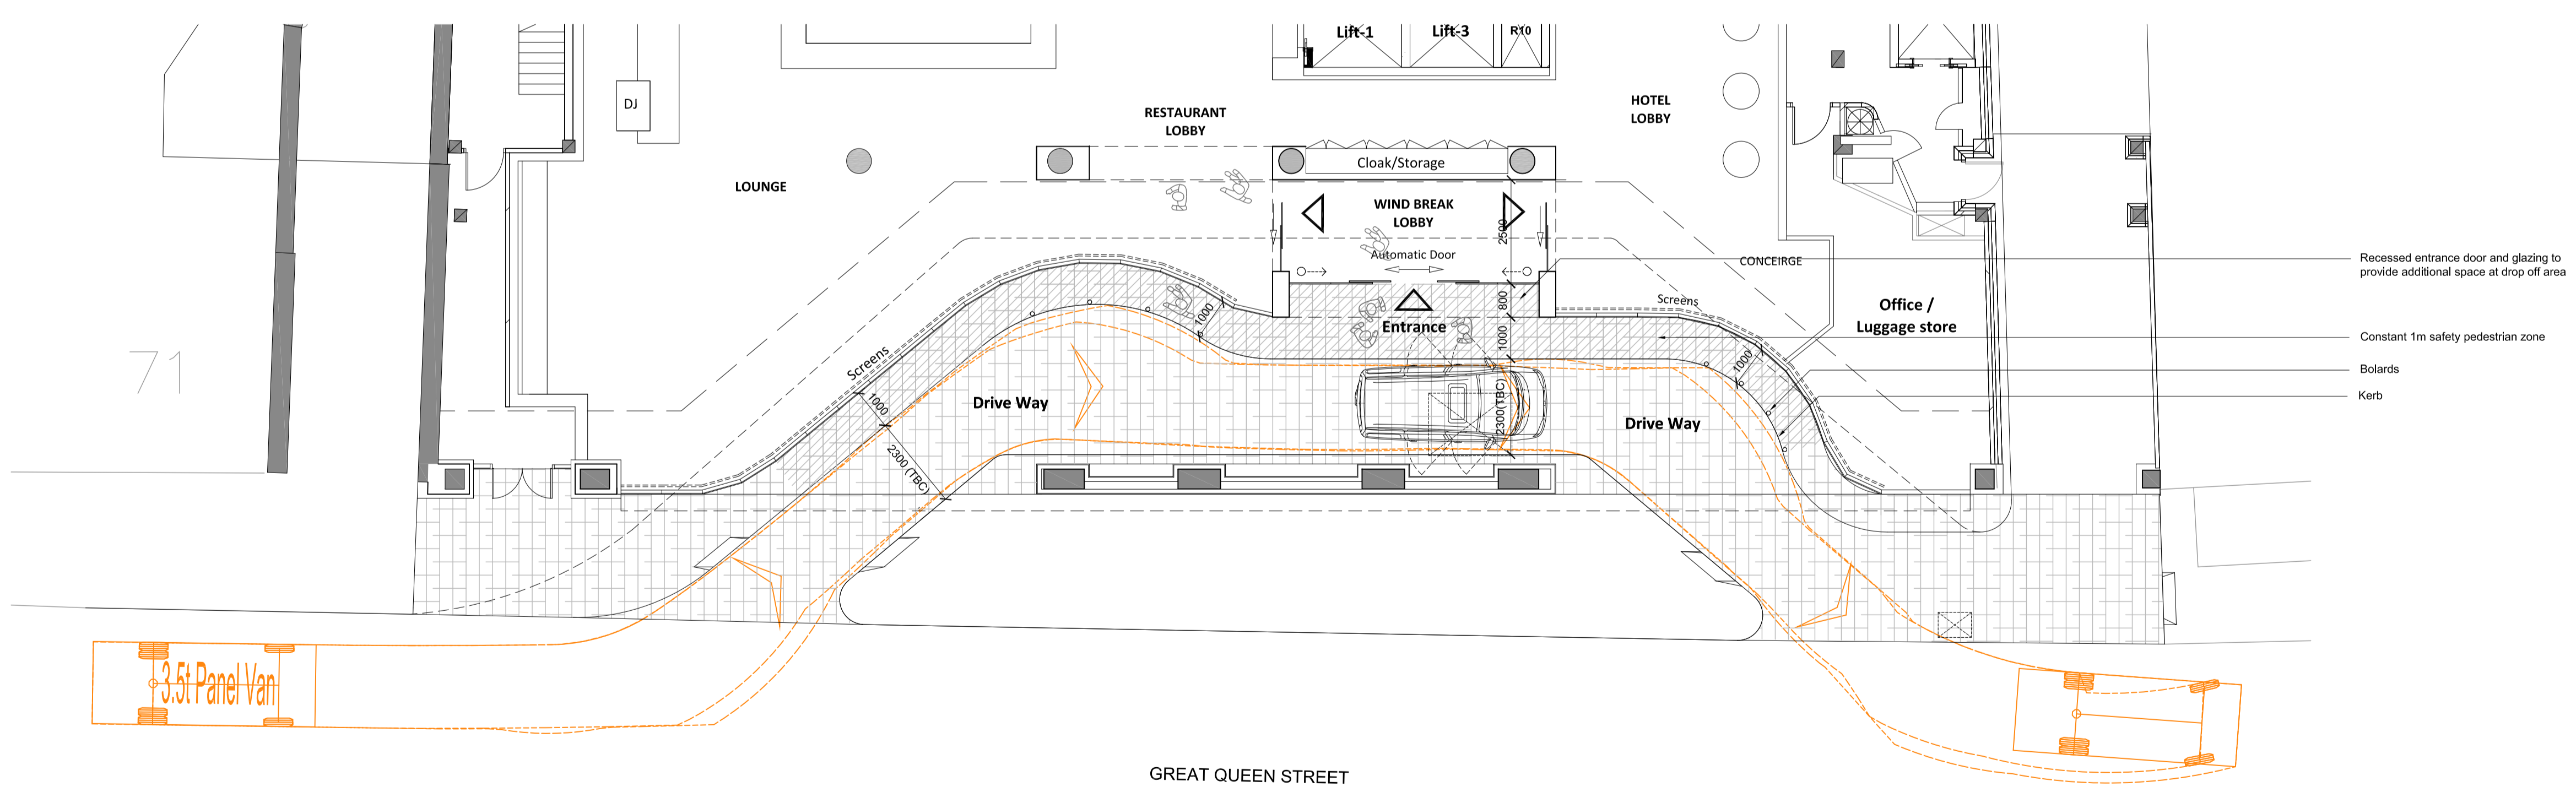 Lift-1
Lift-3
R10
DJ
RESTAURANT
LOBBY
HOTEL
LOBBY
Cloak/Storage
LOUNGE
WIND BREAK
LOBBY
2500
Automatic Door
CONCEIRGE
Recessed entrance door and glazing to
provide additional space at drop off area
Screens
800
1000
Entrance
1000
Office /
Luggage store
Constant 1m safety pedestrian zone
71
Screens
1000
Bolards
Kerb
1000
Drive Way
2300(TBC)
Drive Way
2300 (TBC)
3.5t Panel Van
GREAT QUEEN STREET